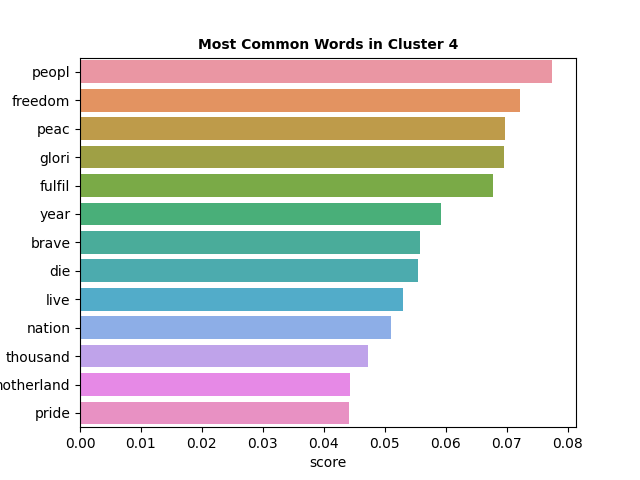 Most Common Words in Cluster 4
peopl
freedom
peac
glori
fulfil
year
brave
die
live
nation
thousand
notherland
pride
0.00 0.01 0.02 0.03 0.04 0.05 0.06 0.07 0.08
score